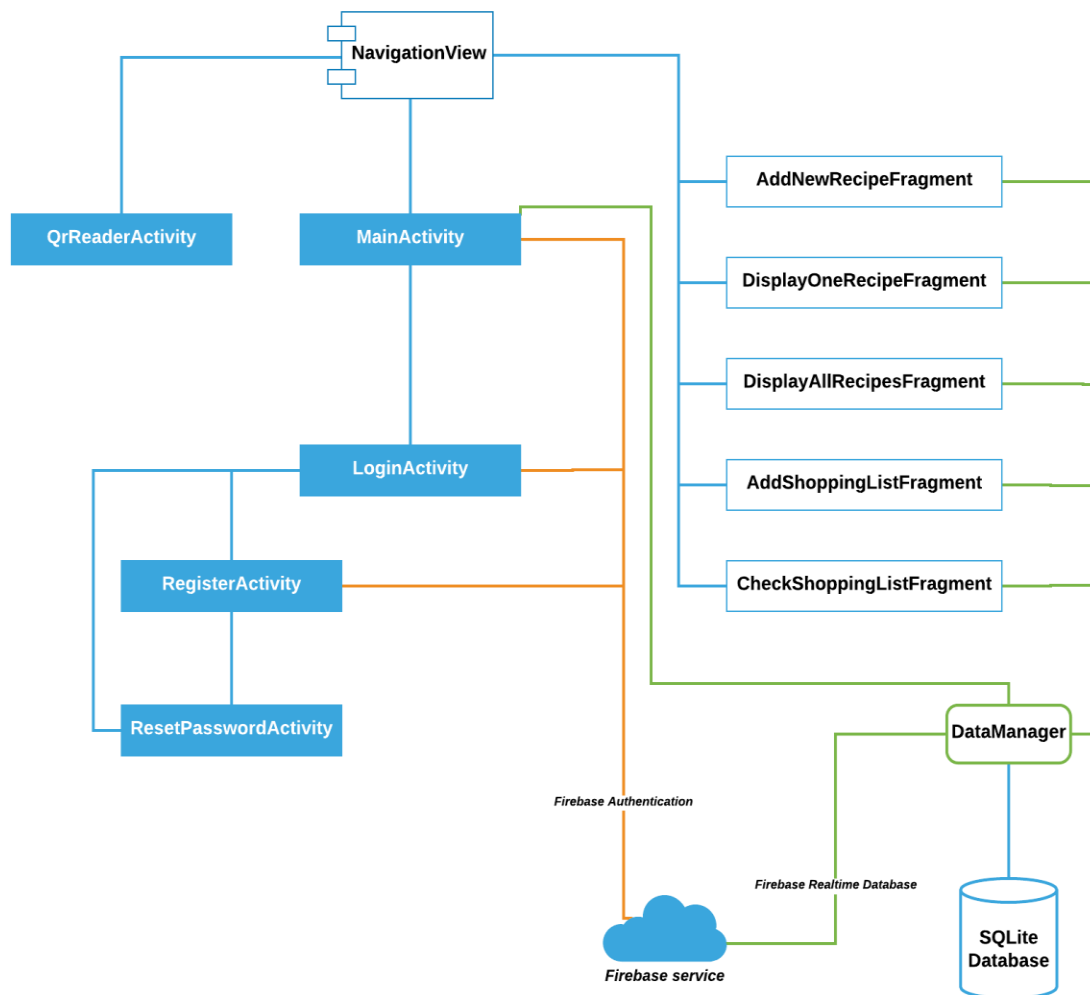 NavigationView
AddNewRecipeFragment
QrReaderActivity
MainActivity
DisplayOneRecipeFragment
DisplayAllRecipesFragment
LoginActivity
AddShoppingListFragment
RegisterActivity
CheckShoppingListFragment
ResetPasswordActivity
DataManager
Firebase Authentication
Firebase Realtime Database
SQLite
Database
Firebase service